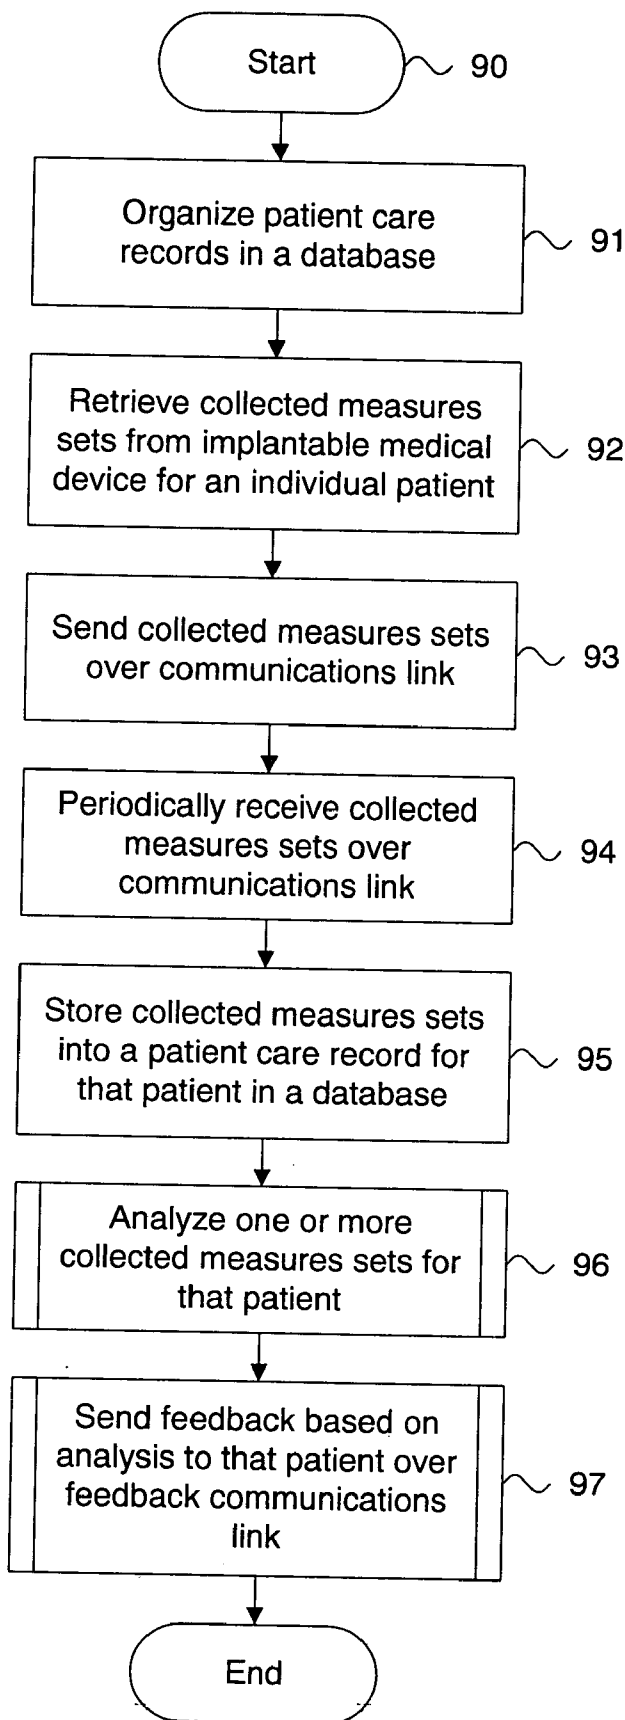 Start
90
Organize patient care
records in a database
91
Retrieve collected measures
sets from implantable medical
device for an individual patient
92
Send collected measures sets
over communications link
93
Periodically receive collected
measures sets over
communications link
94
Store collected measures sets
into a patient care record for
that patient in a database
95
Analyze one or more
collected measures sets for
that patient
96
Send feedback based on
analysis to that patient over
feedback communications
link
97
End